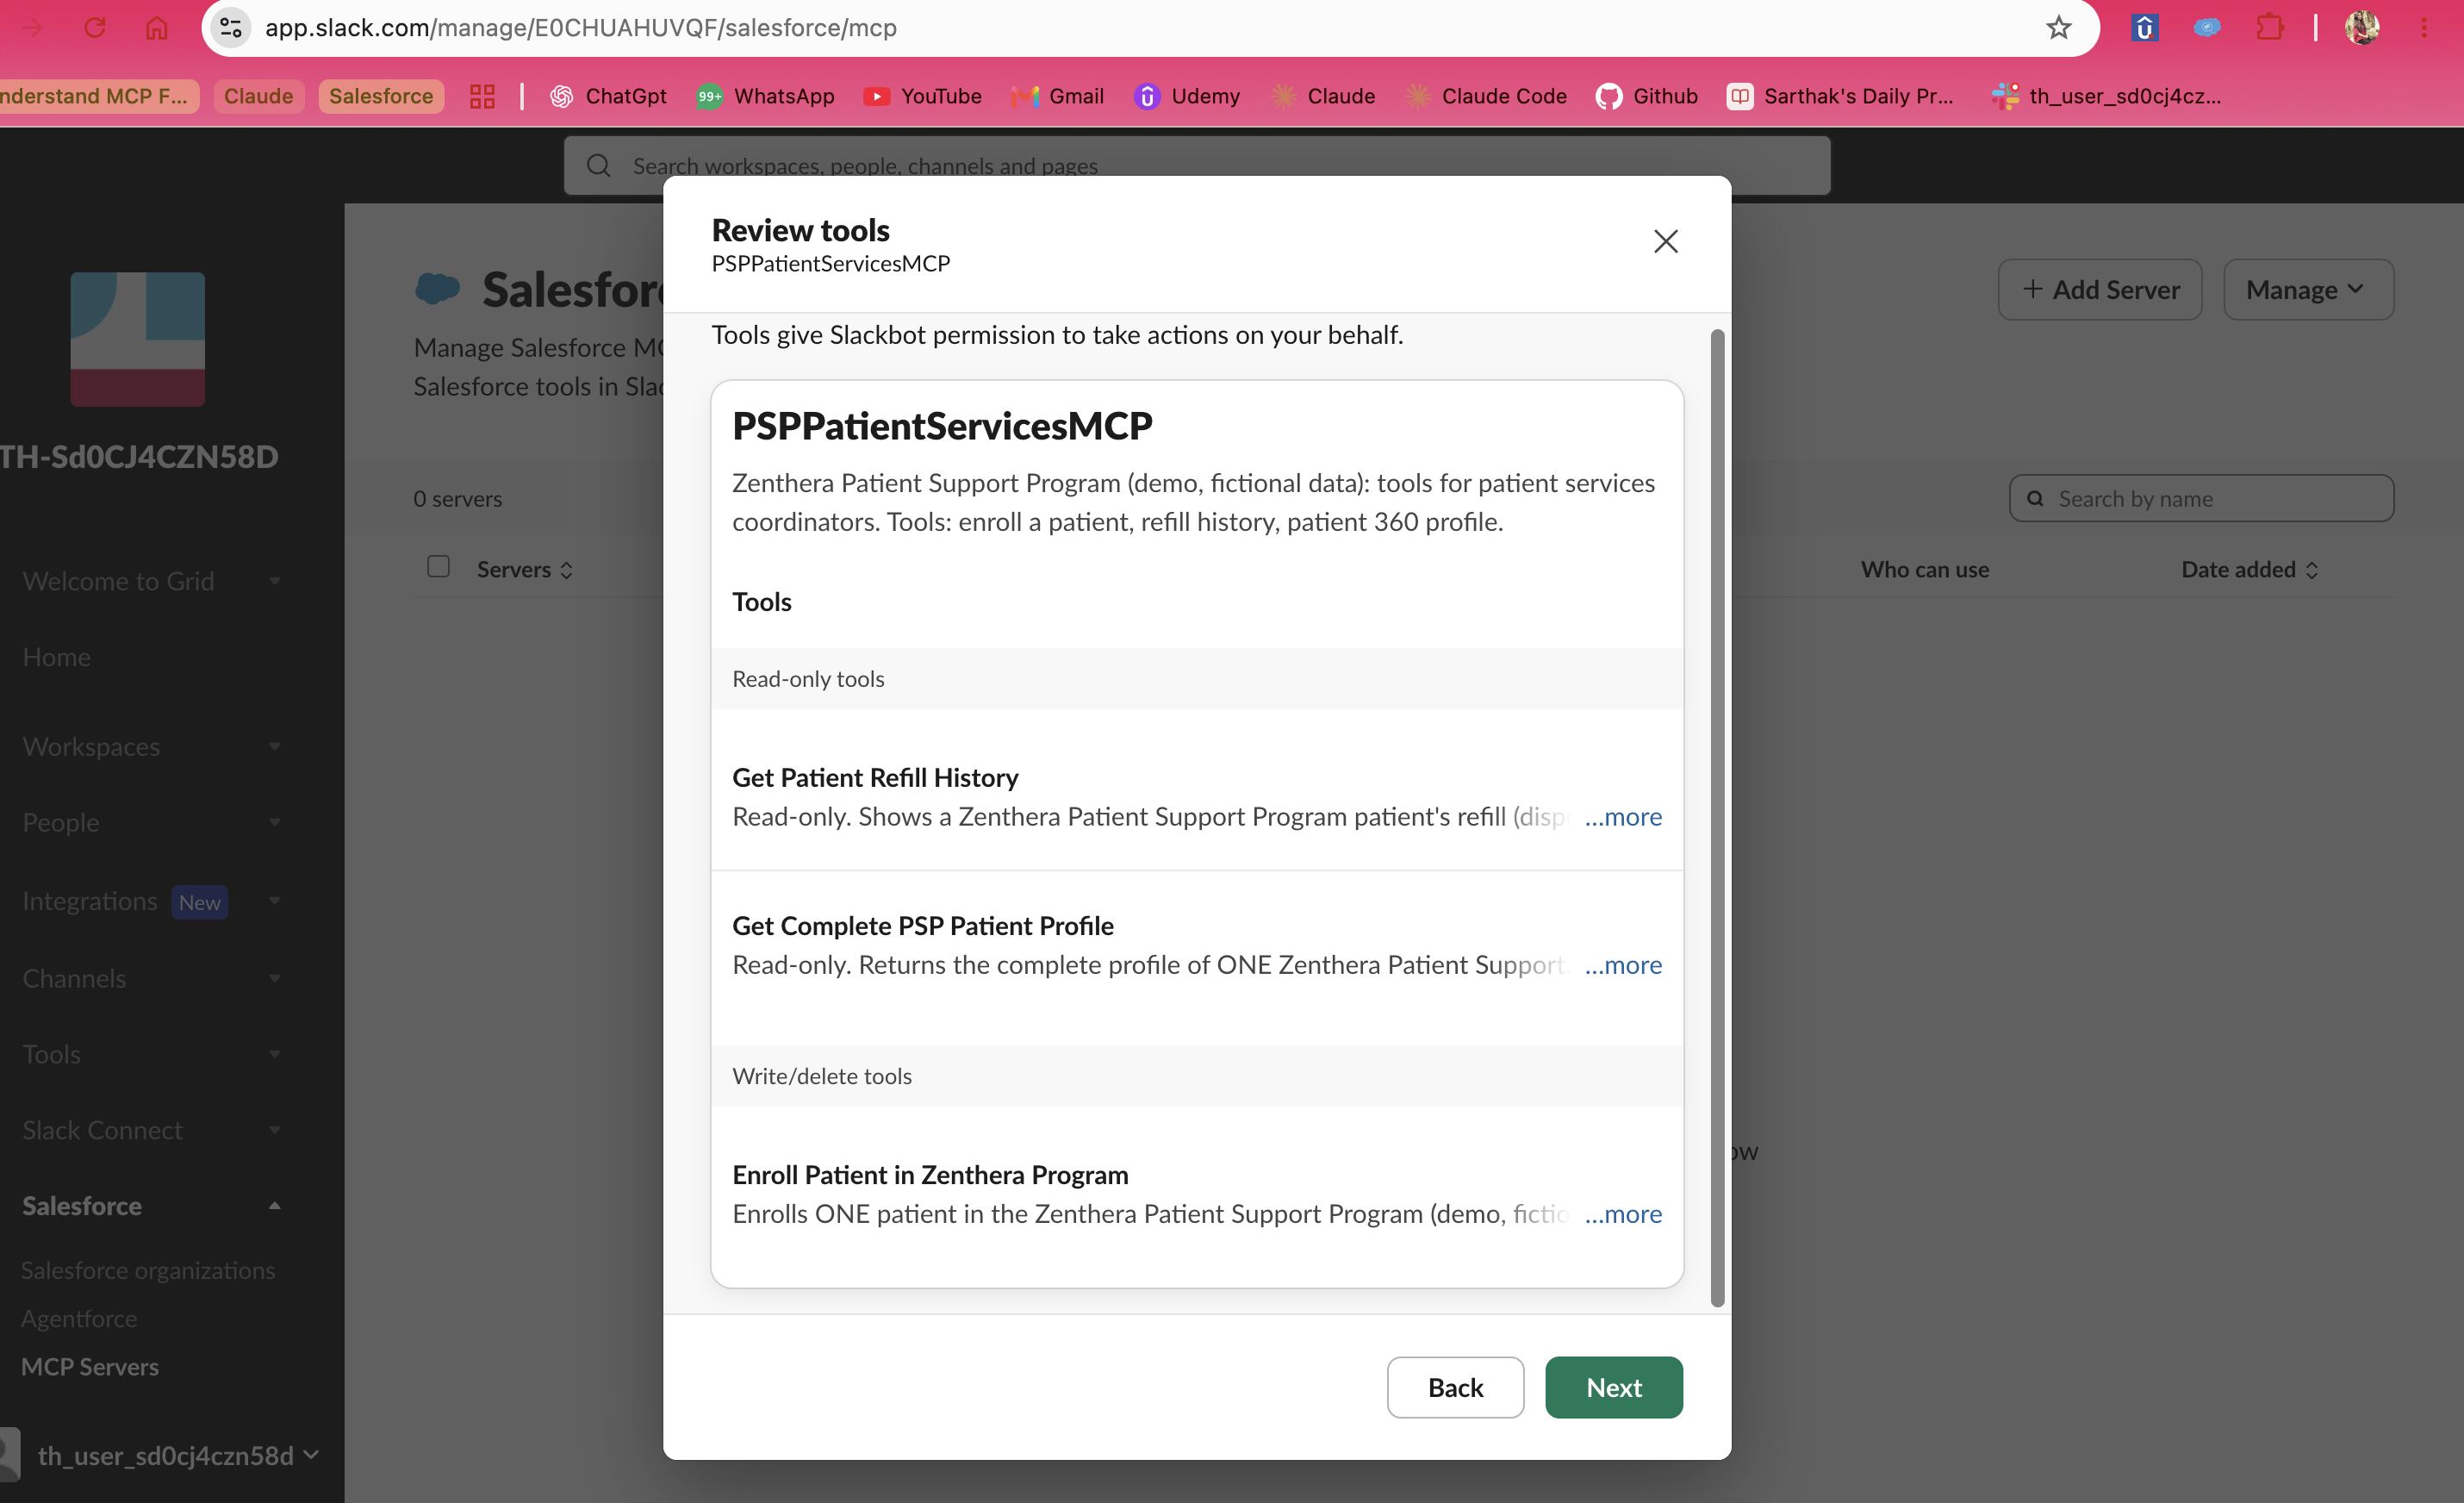 app.slack.com/manage/E0CHUAHUVQF/salesforce/mcp
nderstand MCP F... Claude Salesforce ChatGpt 99+ WhatsApp YouTube Gmail Udemy Claude Claude Code Github Sarthak's Daily Pr... th_user_sd0cj4cz...
Search workspaces, people, channels and pages
TH-Sd0CJ4CZN58D
Welcome to Grid
Home
Workspaces
People
Integrations New
Channels
Tools
Slack Connect
Salesforce
Salesforce organizations
Agentforce
MCP Servers
th_user_sd0cj4czn58d
Salesfor
Manage Salesforce MC
Salesforce tools in Slac
+ Add Server
Manage
0 servers
Search by name
Servers
Who can use
Date added
ow
Review tools
PSPPatientServicesMCP
Tools give Slackbot permission to take actions on your behalf.
PSPPatientServicesMCP
Zenthera Patient Support Program (demo, fictional data): tools for patient services
coordinators. Tools: enroll a patient, refill history, patient 360 profile.
Tools
Read-only tools
Get Patient Refill History
Read-only. Shows a Zenthera Patient Support Program patient's refill (disp ...more
Get Complete PSP Patient Profile
Read-only. Returns the complete profile of ONE Zenthera Patient Support ...more
Write/delete tools
Enroll Patient in Zenthera Program
Enrolls ONE patient in the Zenthera Patient Support Program (demo, fictio ...more
Back
Next